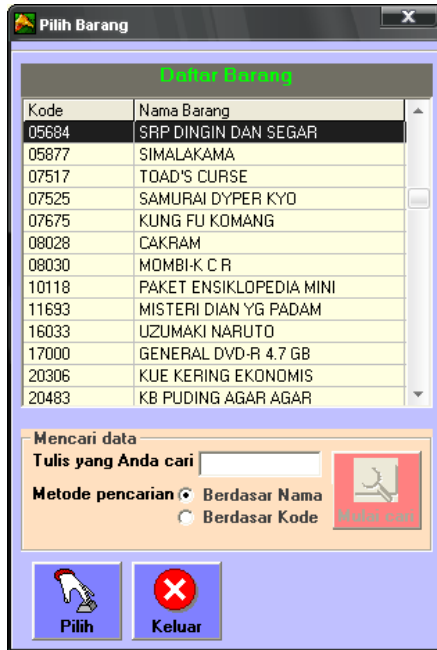 Pilih Barang
Daftar Barang
Kode Nama Barang
05684 SRP DINGIN DAN SEGAR
05877 SIMALAKAMA
07517 TOAD'S CURSE
07525 SAMURAI DYPER KYO
07675 KUNG FU KOMANG
08028 CAKRAM
08030 MOMBI-K C R
10118 PAKET ENSIKLOPEDIA MINI
11693 MISTERI DIAN YG PADAM
16033 UZUMAKI NARUTO
17000 GENERAL DVD-R 4.7 GB
20306 KUE KERING EKONOMIS
20483 KB PUDING AGAR AGAR
Mencari data
Tulis yang Anda cari
Metode pencarian Berdasar Nama
Berdasar Kode
Mulai cari
Pilih Keluar